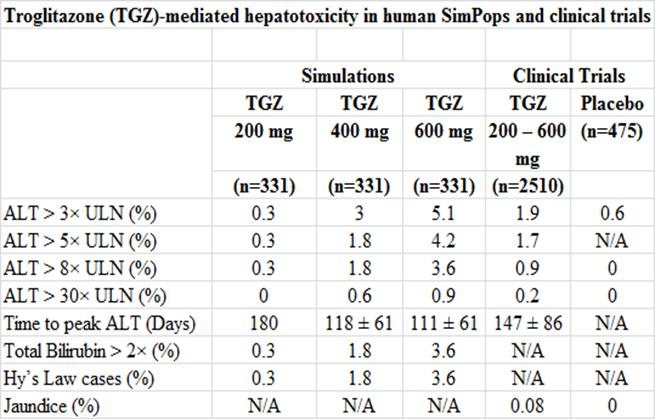 Troglitazone (TGZ)-mediated hepatotoxicity in human SimPops and clinical trials
Simulations Clinical Trials
TGZ TGZ TGZ TGZ Placebo
200 mg 400 mg 600 mg 200 – 600 (n=475)
mg
(n=331) (n=331) (n=331) (n=2510)
ALT > 3× ULN (%) 0.3 3 5.1 1.9 0.6
ALT > 5× ULN (%) 0.3 1.8 4.2 1.7 N/A
ALT > 8× ULN (%) 0.3 1.8 3.6 0.9 0
ALT > 30× ULN (%) 0 0.6 0.9 0.2 0
Time to peak ALT (Days) 180 118 ± 61 111 ± 61 147 ± 86 N/A
Total Bilirubin > 2× (%) 0.3 1.8 3.6 N/A N/A
Hy’s Law cases (%) 0.3 1.8 3.6 N/A N/A
Jaundice (%) N/A N/A N/A 0.08 0